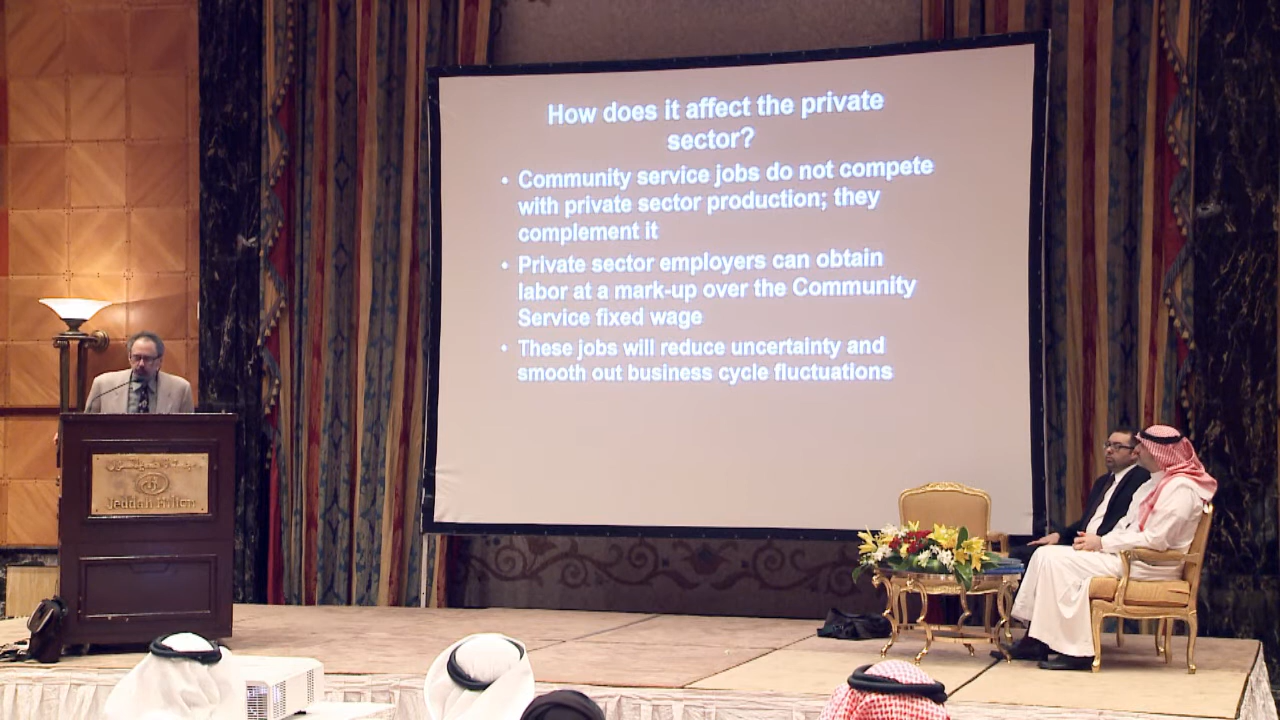 How does it affect the private
sector?
• Community service jobs do not compete
with private sector production; they
complement it
• Private sector employers can obtain
labor at a mark-up over the Community
Service fixed wage
• These jobs will reduce uncertainty and
smooth out business cycle fluctuations
Jeddah Hilton